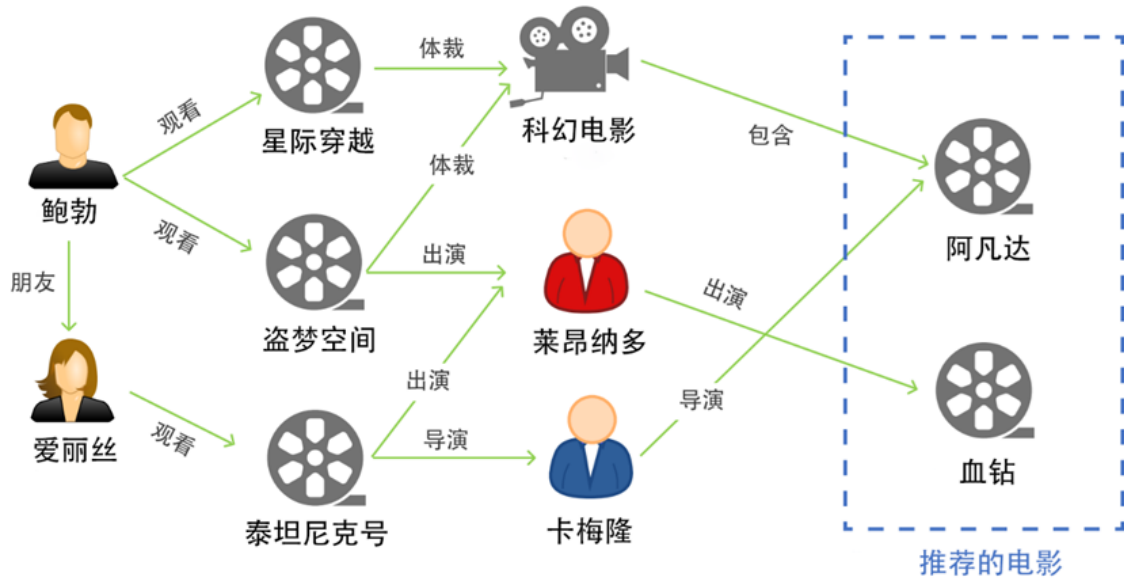 体裁
观看
星际穿越
科幻电影
包含
体裁
鲍勃
观看
出演
阿凡达
朋友
盗梦空间
莱昂纳多
出演
出演
导演
爱丽丝
观看
导演
血钻
泰坦尼克号
卡梅隆
推荐的电影